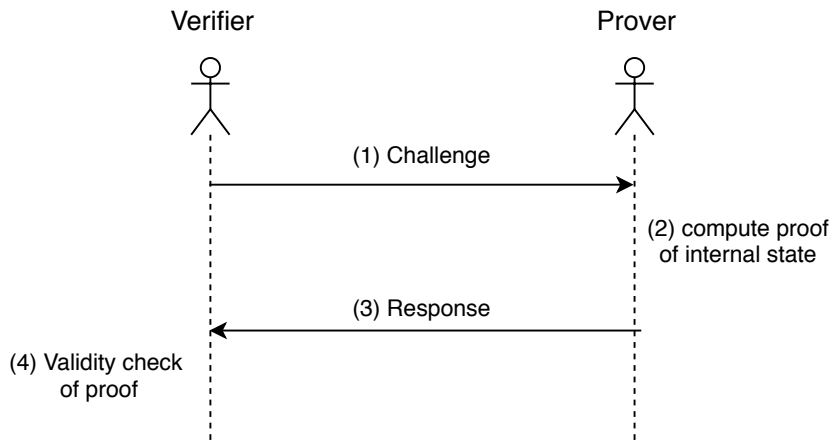 Verifier
Prover
(1) Challenge
(2) compute proof
of internal state
(3) Response
(4) Validity check
of proof